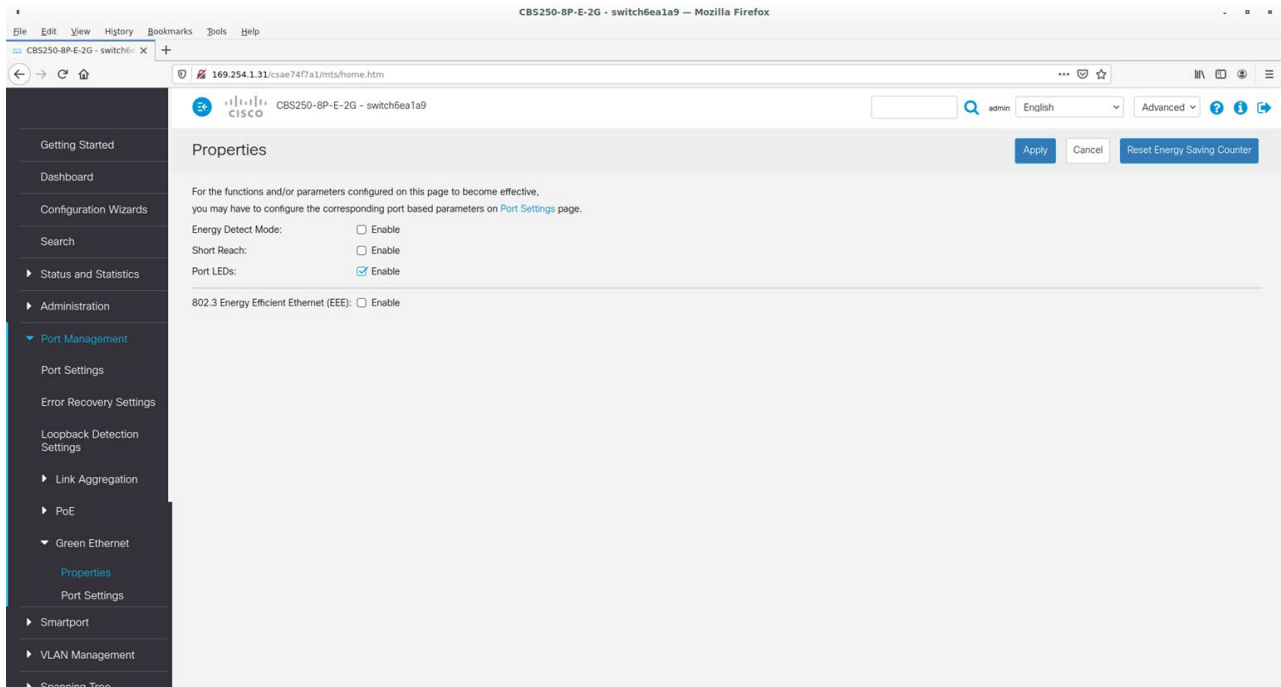 CBS250-8P-E-2G - switch6ea1a9 — Mozilla Firefox
File Edit View History Bookmarks Tools Help
CBS250-8P-E-2G - switch6
169.254.1.31/csae74f7a1/mts/home.htm
CISCO CBS250-8P-E-2G - switch6ea1a9 admin English Advanced
Properties Apply Cancel Reset Energy Saving Counter
For the functions and/or parameters configured on this page to become effective,
you may have to configure the corresponding port based parameters on Port Settings page.
Energy Detect Mode: Enable
Short Reach: Enable
Port LEDs: Enable
802.3 Energy Efficient Ethernet (EEE): Enable
Getting Started
Dashboard
Configuration Wizards
Search
Status and Statistics
Administration
Port Management
Port Settings
Error Recovery Settings
Loopback Detection
Settings
Link Aggregation
PoE
Green Ethernet
Properties
Port Settings
Smartport
VLAN Management
Spanning Tree